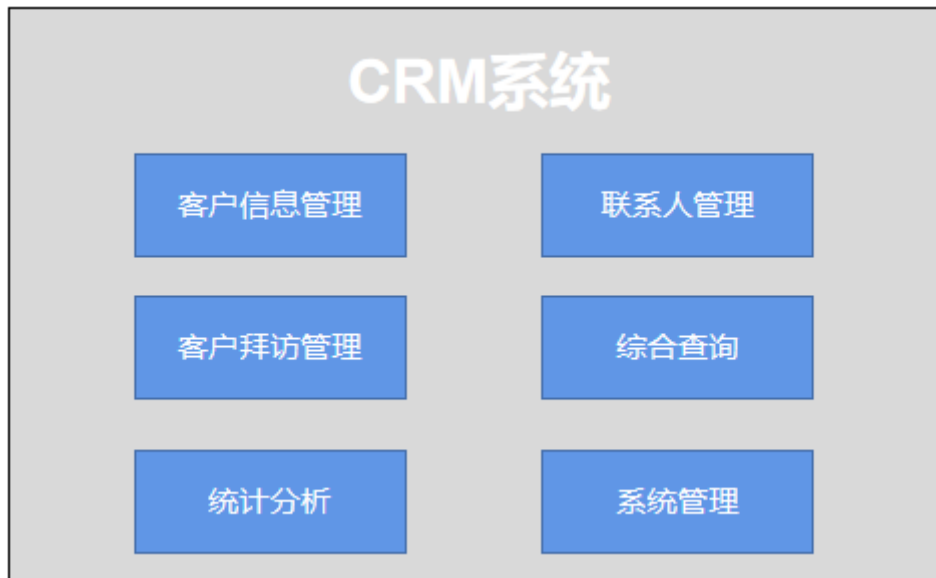 CRM系统
客户信息管理
联系人管理
客户拜访管理
综合查询
统计分析
系统管理